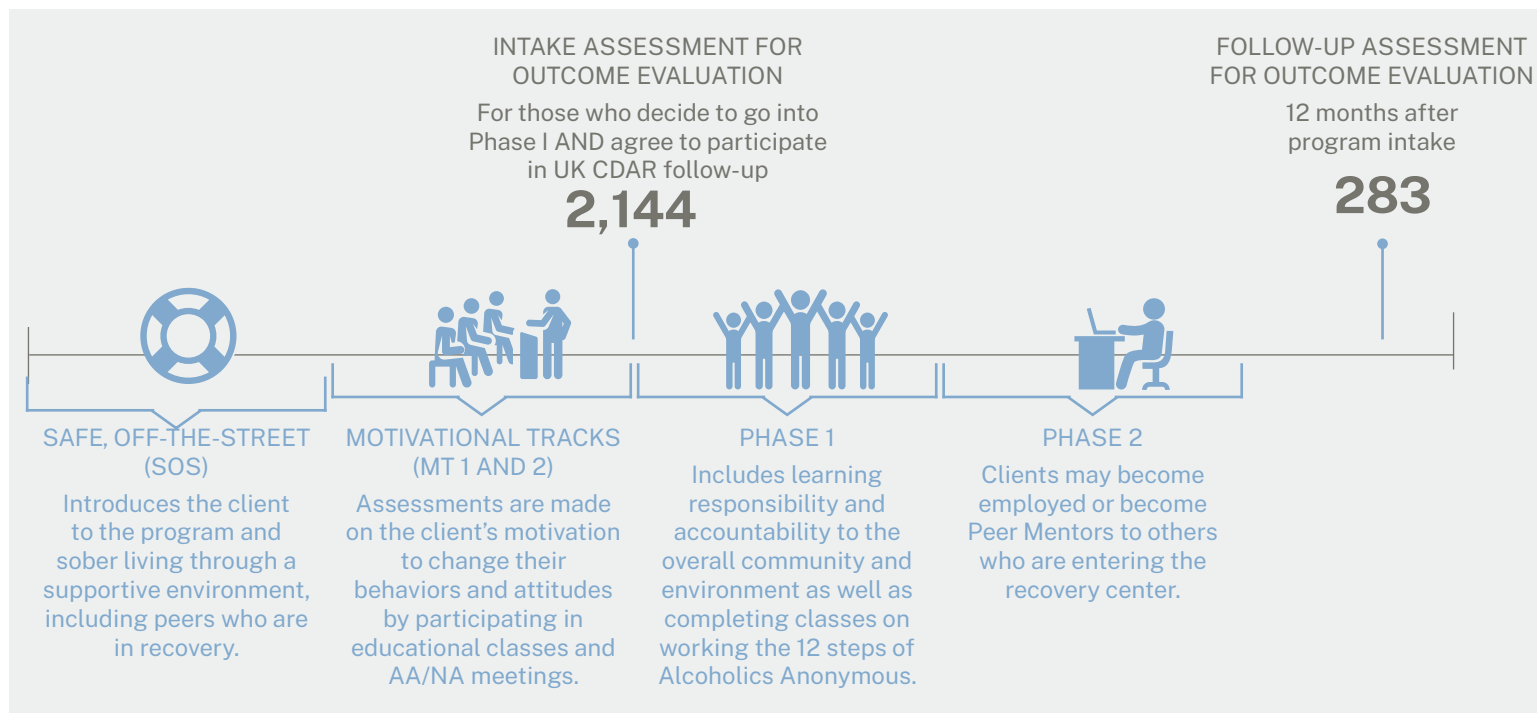 INTAKE ASSESSMENT FOR
OUTCOME EVALUATION
For those who decide to go into
Phase I AND agree to participate
in UK CDAR follow-up
2,144
FOLLOW-UP ASSESSMENT
FOR OUTCOME EVALUATION
12 months after
program intake
283
SAFE, OFF-THE-STREET
(SOS)
Introduces the client
to the program and
sober living through a
supportive environment,
including peers who are
in recovery.
MOTIVATIONAL TRACKS
(MT 1 AND 2)
Assessments are made
on the client’s motivation
to change their
behaviors and attitudes
by participating in
educational classes and
AA/NA meetings.
PHASE 1
Includes learning
responsibility and
accountability to the
overall community and
environment as well as
completing classes on
working the 12 steps of
Alcoholics Anonymous.
PHASE 2
Clients may become
employed or become
Peer Mentors to others
who are entering the
recovery center.